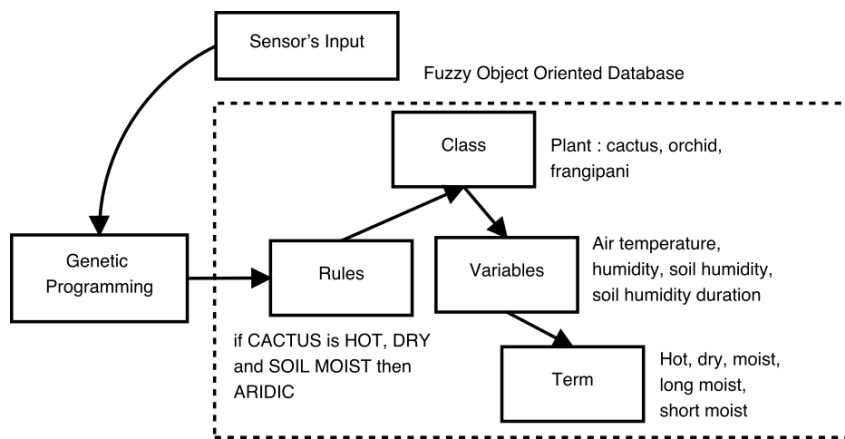 Sensor's Input
Fuzzy Object Oriented Database
Class
Plant : cactus, orchid,
frangipani
Genetic
Programming
Rules
Variables
Air temperature,
humidity, soil humidity,
soil humidity duration
if CACTUS is HOT, DRY
and SOIL MOIST then
ARIDIC
Term
Hot, dry, moist,
long moist,
short moist